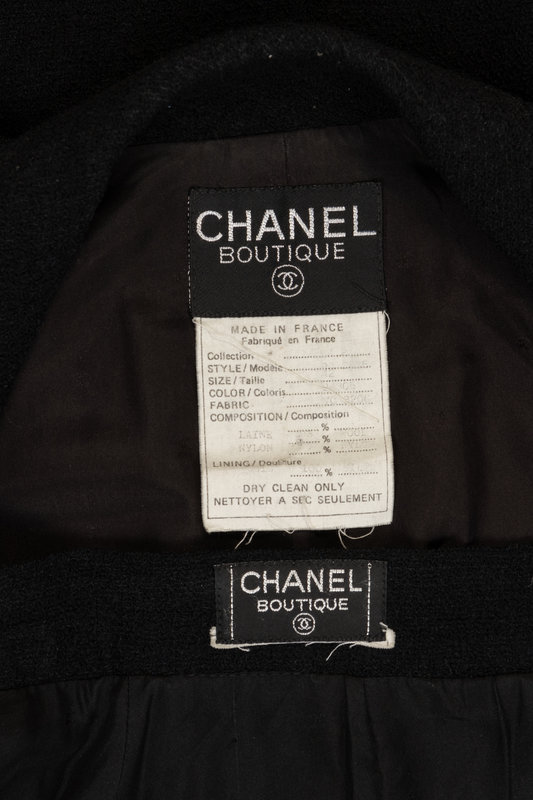 CHANEL
BOUTIQUE
MADE IN FRANCE
Fabriqué en France
Collection
STYLE / Modèle
SIZE / Taille
COLOR / Coloris
FABRIC
COMPOSITION / Composition
%
LAINE %
NYLON %
LINING / Doublure
%
DRY CLEAN ONLY
NETTOYER A SEC SEULEMENT
CHANEL
BOUTIQUE